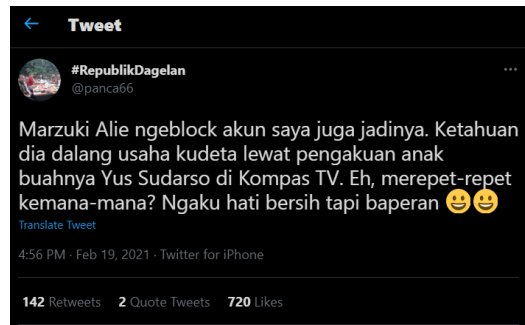 Tweet
#RepublikDagelan
@panca66
Marzuki Alie ngeblock akun saya juga jadinya. Ketahuan
dia dalang usaha kudeta lewat pengakuan anak
buahnya Yus Sudarso di Kompas TV. Eh, merepet-repet
kemana-mana? Ngaku hati bersih tapi baperan 😀😀
Translate Tweet
4:56 PM · Feb 19, 2021 · Twitter for iPhone
142 Retweets 2 Quote Tweets 720 Likes